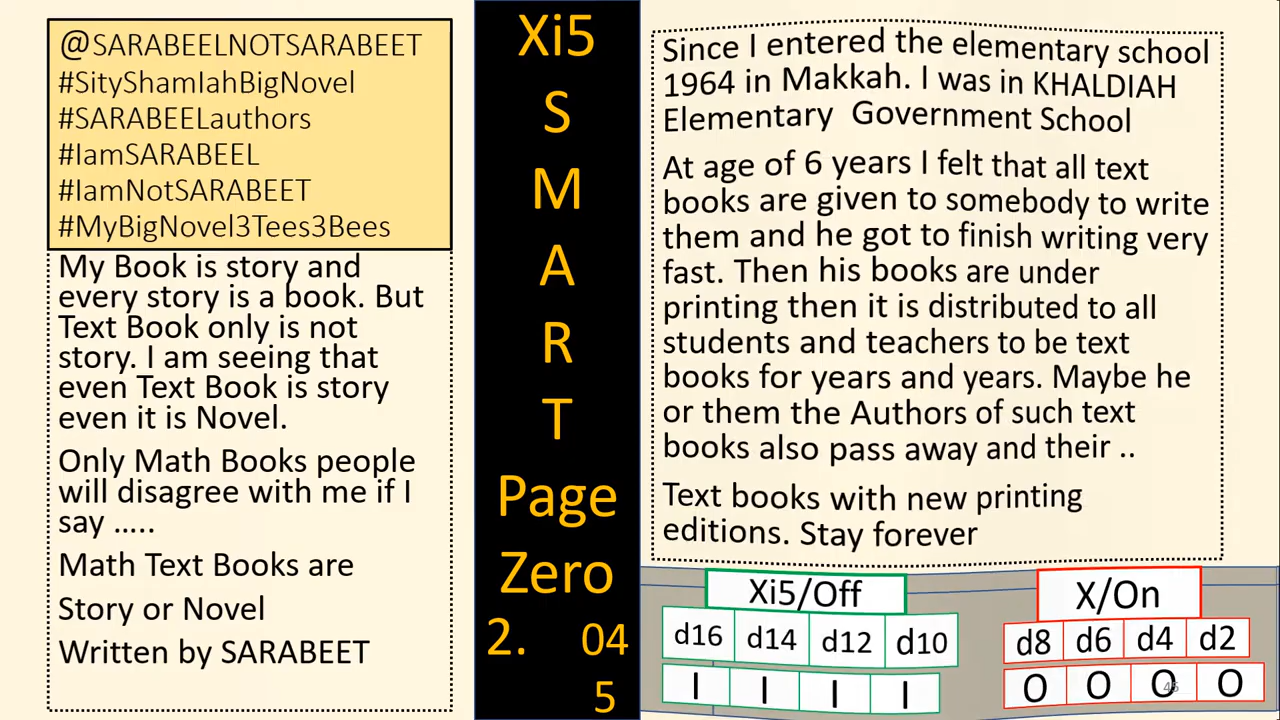 @SARABEELNOTSARABEET
#SityShamIahBigNovel
#SARABEELauthors
#IamSARABEEL
#IamNotSARABEET
#MyBigNovel3Tees3Bees
My Book is story and
every story is a book. But
Text Book only is not
story. I am seeing that
even Text Book is story
even it is Novel.
Only Math Books people
will disagree with me if I
say .....
Math Text Books are
Story or Novel
Written by SARABEET
Xi5
S
M
A
R
T
Page
Zero
2. 04
5
Since I entered the elementary school
1964 in Makkah. I was in KHALDIAH
Elementary Government School
At age of 6 years I felt that all text
books are given to somebody to write
them and he got to finish writing very
fast. Then his books are under
printing then it is distributed to all
students and teachers to be text
books for years and years. Maybe he
or them the Authors of such text
books also pass away and their ..
Text books with new printing
editions. Stay forever
Xi5/Off
d16 d14 d12 d10
I I I I
X/On
d8 d6 d4 d2
O O O O
45